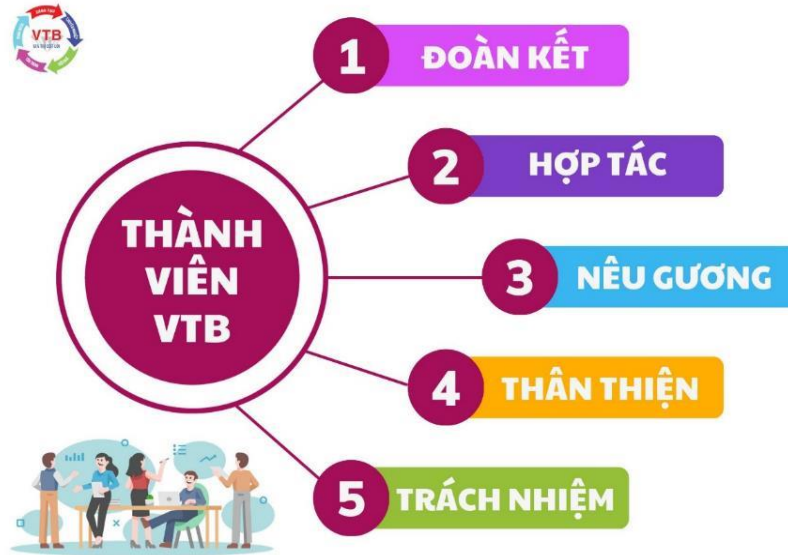 VTB
1 ĐOÀN KẾT
2 HỢP TÁC
3 NÊU GƯƠNG
THÀNH
VIÊN
VTB
4 THÂN THIỆN
5 TRÁCH NHIỆM